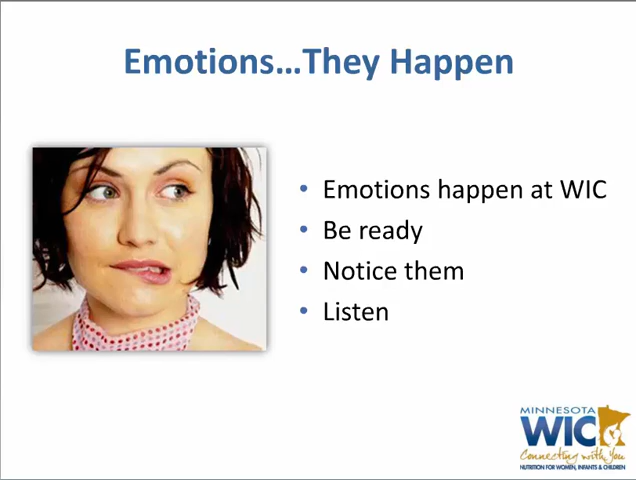 Emotions...They Happen
• Emotions happen at WIC
• Be ready
• Notice them
• Listen
MINNESOTA
WIC
Connecting with You
NUTRITION FOR WOMEN, INFANTS & CHILDREN